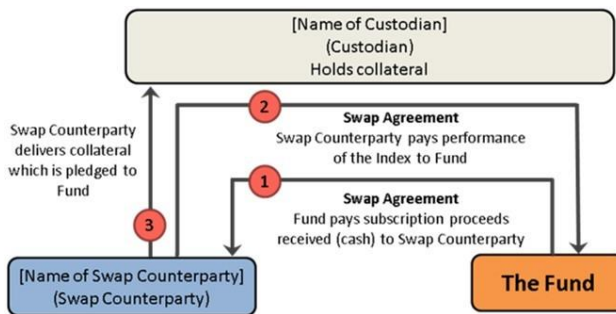 [Name of Custodian]
(Custodian)
Holds collateral
2
Swap Agreement
Swap Counterparty pays performance
of the Index to Fund
Swap Counterparty
delivers collateral
which is pledged to
Fund
1
Swap Agreement
Fund pays subscription proceeds
received (cash) to Swap Counterparty
3
[Name of Swap Counterparty]
(Swap Counterparty)
The Fund